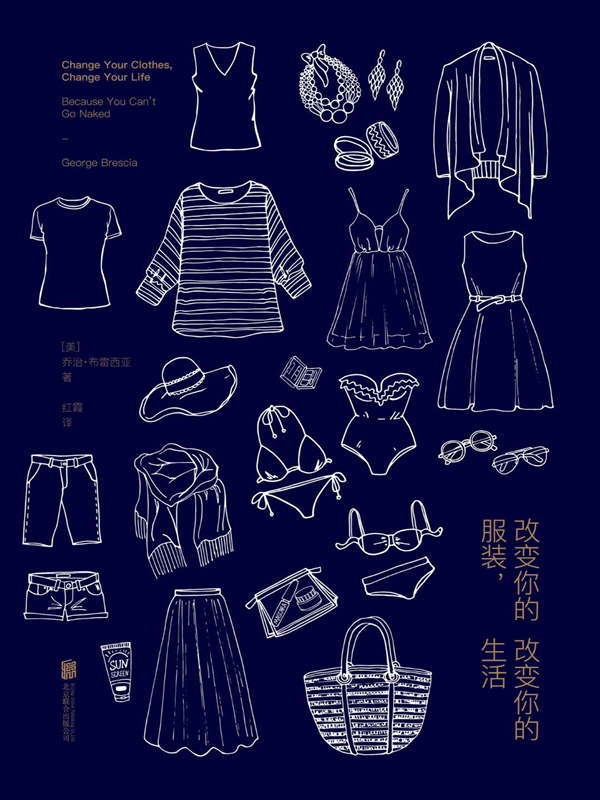 Change Your Clothes,
Change Your Life
Because You Can't
Go Naked
–
George Brescia
[美]
乔治·布雷西亚
著
红霞
译
改变你的
服装，
改变你的
生活
SUN
SCREEN
北京联合出版公司